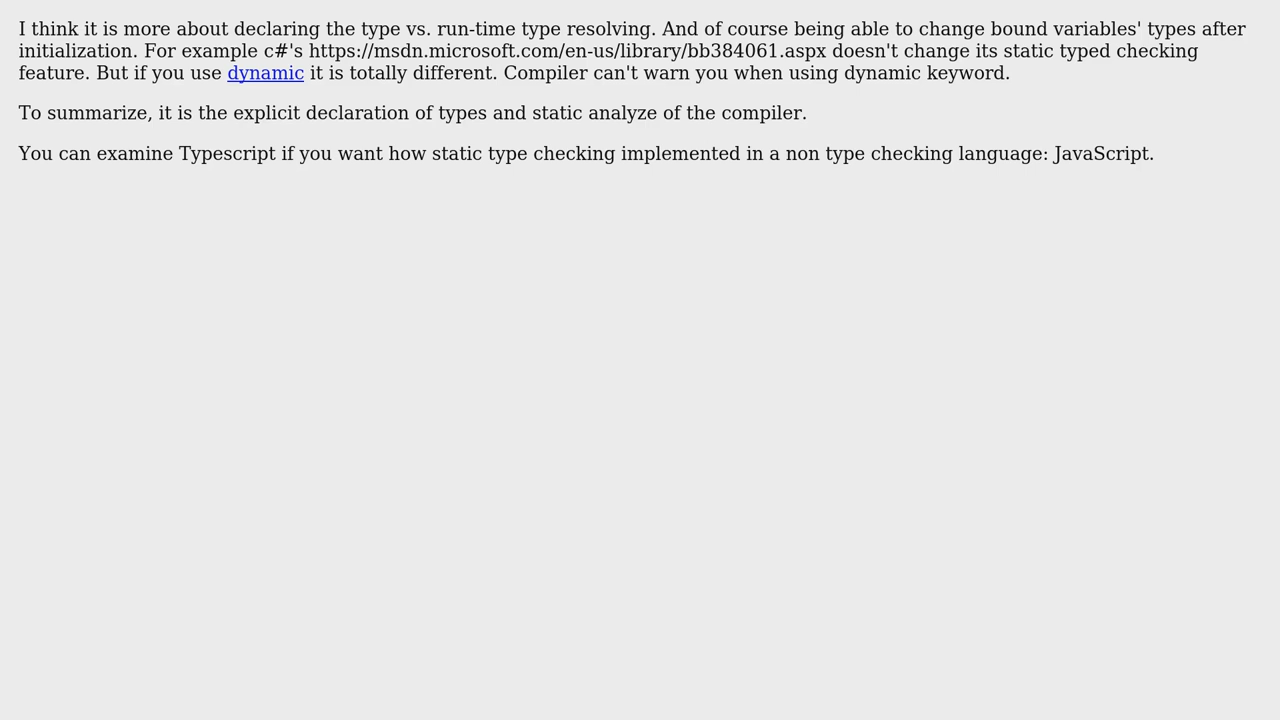 I think it is more about declaring the type vs. run-time type resolving. And of course being able to change bound variables' types after
initialization. For example c#'s https://msdn.microsoft.com/en-us/library/bb384061.aspx doesn't change its static typed checking
feature. But if you use dynamic it is totally different. Compiler can't warn you when using dynamic keyword.
To summarize, it is the explicit declaration of types and static analyze of the compiler.
You can examine Typescript if you want how static type checking implemented in a non type checking language: JavaScript.